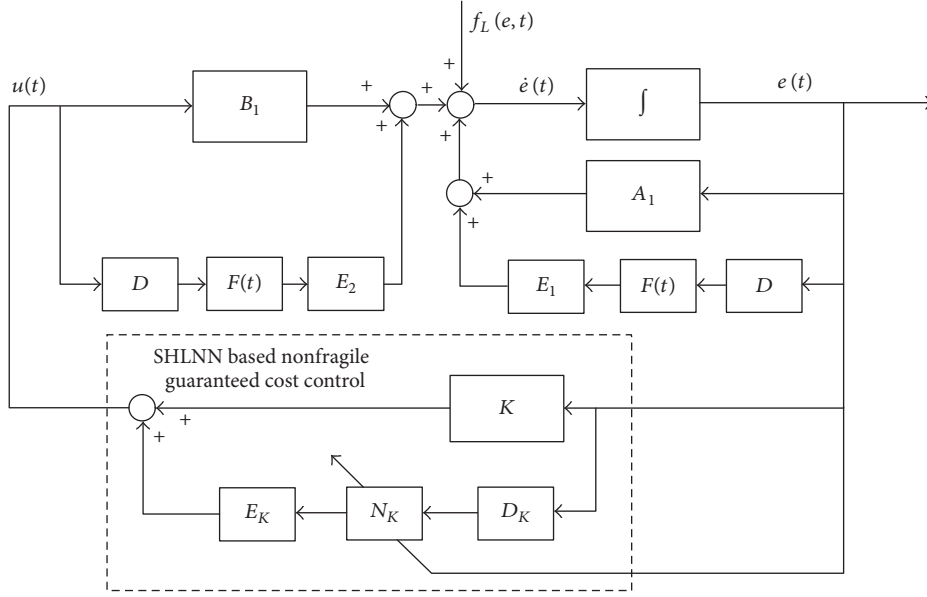 f_L(e, t)
u(t)
B_1
+
+
+
+
+
ė(t)
∫
e(t)
+
+
A_1
D
F(t)
E_2
E_1
F(t)
D
SHLNN based nonfragile
guaranteed cost control
K
+
+
E_K
N_K
D_K